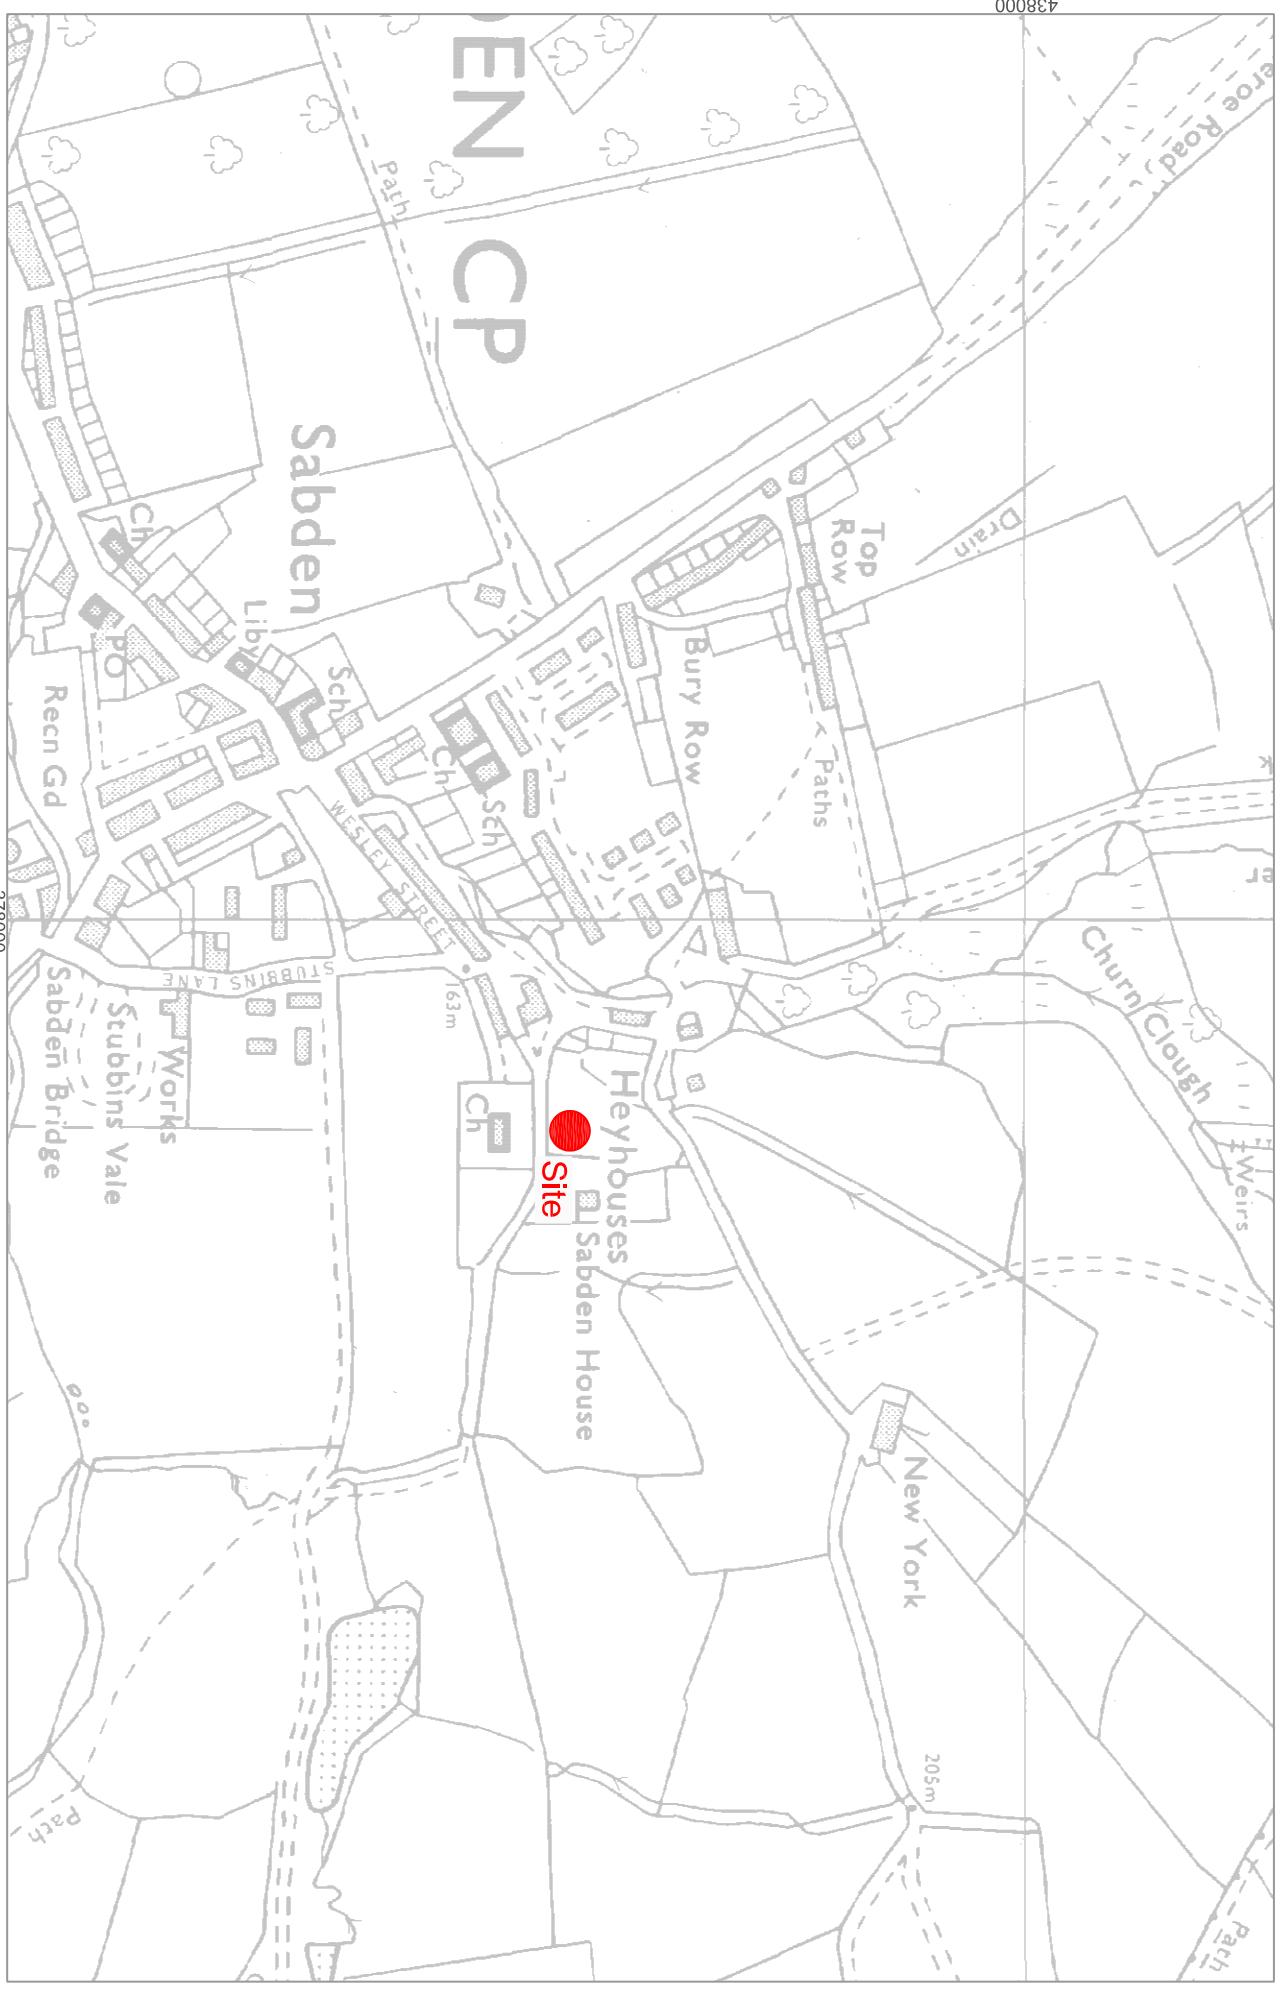 438000
eroe Road
DEN CP
Path
Sabden
Top
Row
Drain
Ch
Liby
PO
Sch
Bury Row
Recn Gd
Ch
Sch
Paths
WESLEY STREET
STUBBINS LANE
163m
Churn Clough
Weirs
Heyhouses
Ch
Site
Sabden House
Works
Stubbins Vale
Sabden Bridge
New York
205m
Path
Path